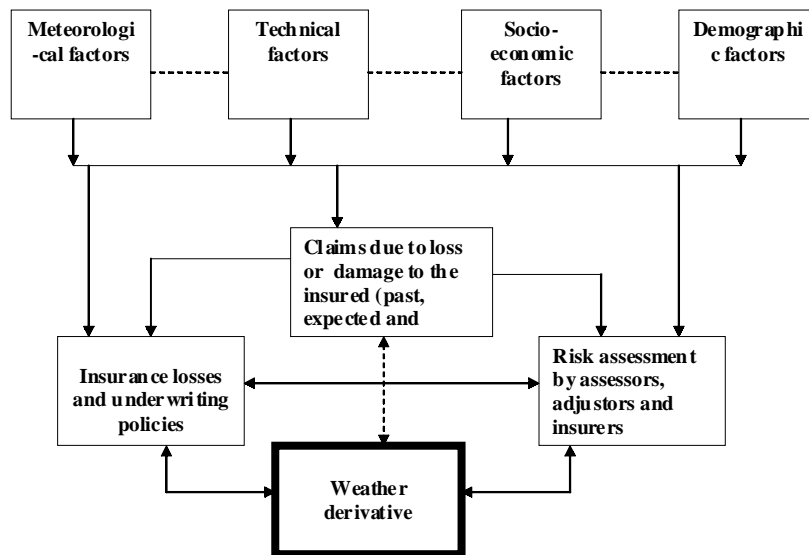 Meteorologi
-cal factors
Technical
factors
Socio-
economic
factors
Demographi
c factors
Claims due to loss
or damage to the
insured (past,
expected and
Insurance losses
and underwriting
policies
Risk assessment
by assessors,
adjustors and
insurers
Weather
derivative